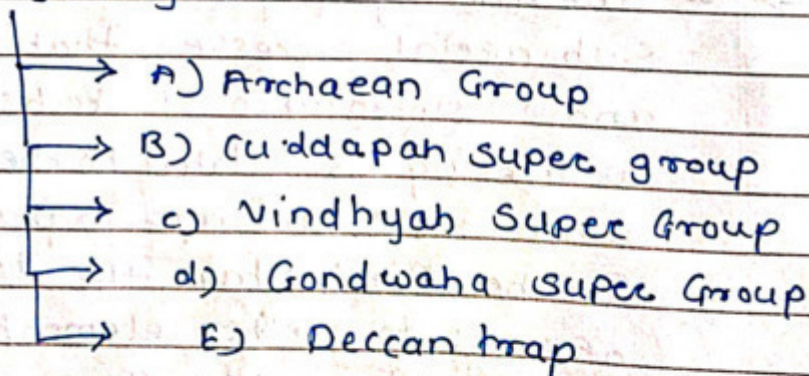 A) Archaean Group
B) Cuddapah super group
c) Vindhyah Super Group
d) Gondwaha super Group
E) Deccan trap